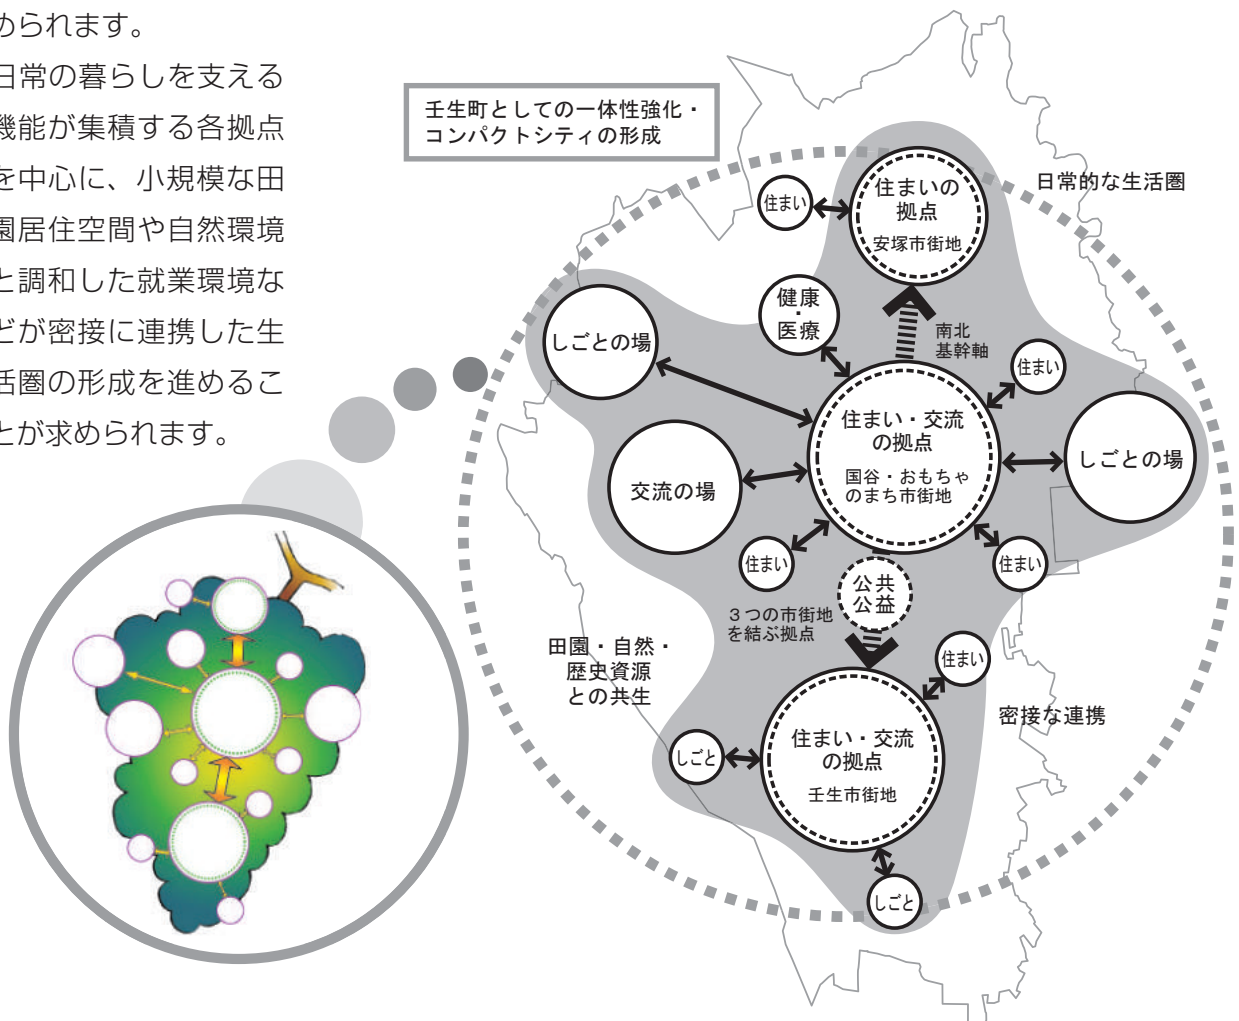 められます。
日常の暮らしを支える
機能が集積する各拠点
を中心に、小規模な田
園居住空間や自然環境
と調和した就業環境な
どが密接に連携した生
活圏の形成を進めるこ
とが求められます。
壬生町としての一体性強化・
コンパクトシティの形成
日常的な生活圏
住まい
住まいの
拠点
安塚市街地
健康
・
医療
南北
基幹軸
しごとの場
住まい
住まい・交流
の拠点
国谷・おもちゃ
のまち市街地
しごとの場
交流の場
住まい
住まい
公共
公益
3つの市街地
を結ぶ拠点
田園・自然・
歴史資源
との共生
住まい
密接な連携
しごと
住まい・交流
の拠点
壬生市街地
しごと